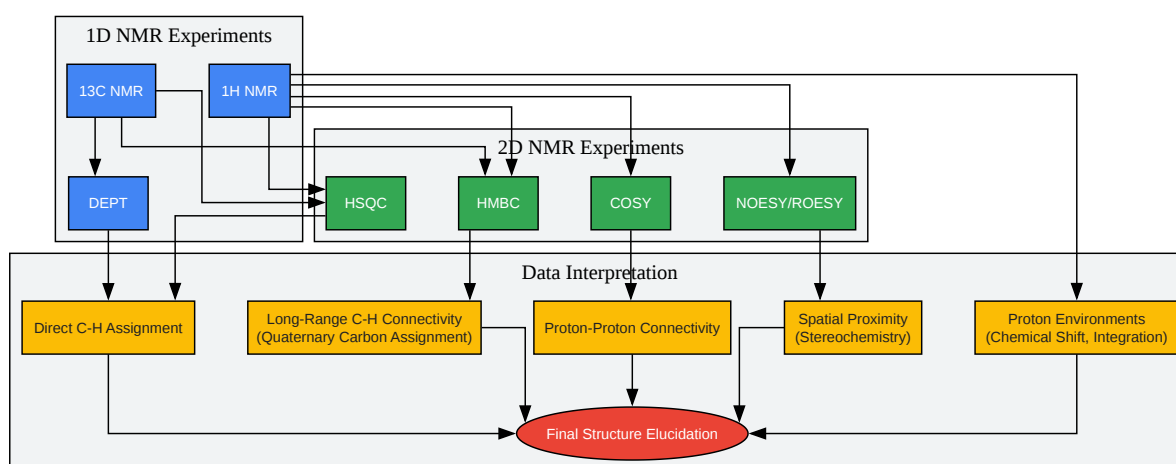 1D NMR Experiments
13C NMR
1H NMR
2D NMR Experiments
DEPT
HSQC
HMBC
COSY
NOESY/ROESY
Data Interpretation
Direct C-H Assignment
Long-Range C-H Connectivity
(Quaternary Carbon Assignment)
Proton-Proton Connectivity
Spatial Proximity
(Stereochemistry)
Proton Environments
(Chemical Shift, Integration)
Final Structure Elucidation